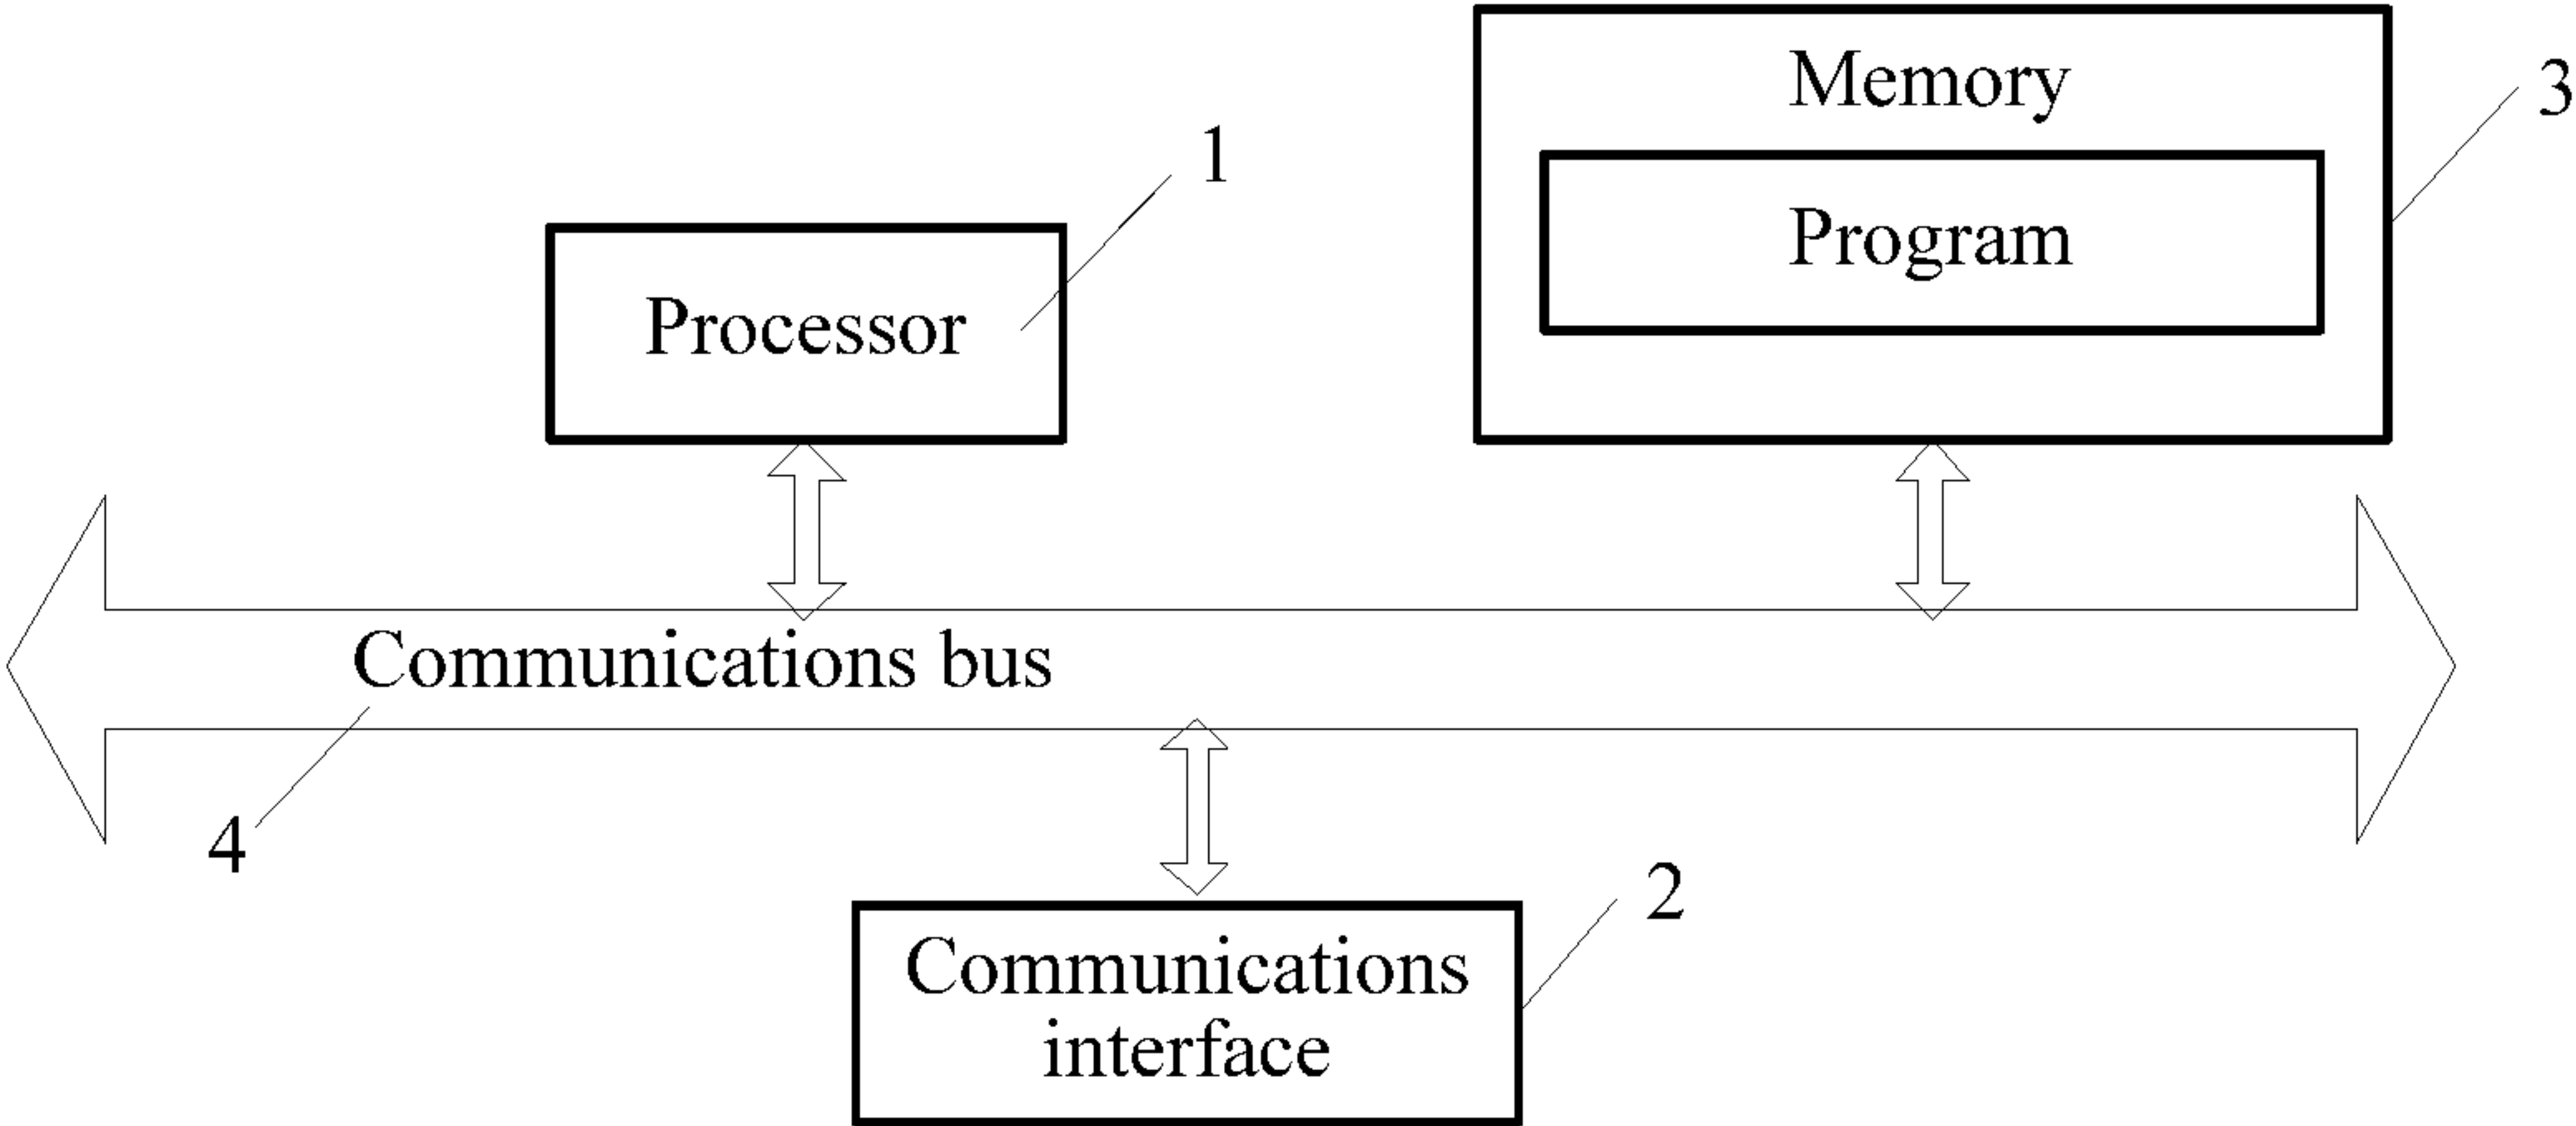 Memory
3
1
Program
Processor
Communications bus
4
2
Communications
interface